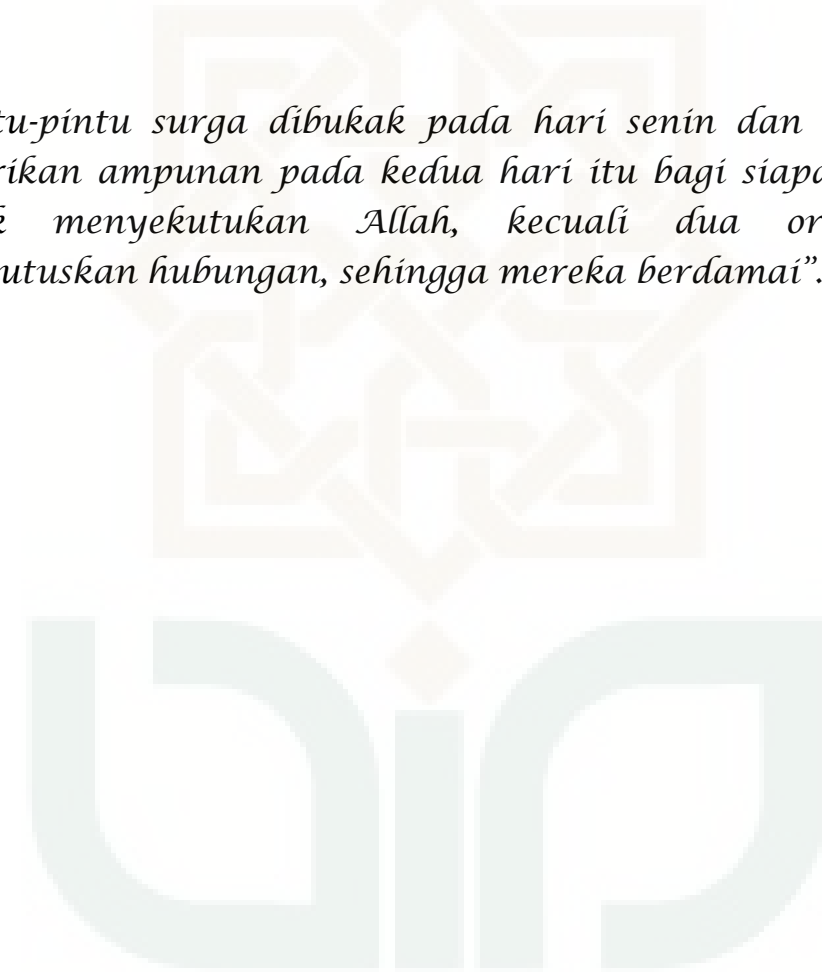 tu-pintu surga dibukak pada hari senin dan
rikan ampunan pada kedua hari itu bagi siapa
k menyekutukan Allah, kecuali dua or
utuskan hubungan, sehingga mereka berdamai”.